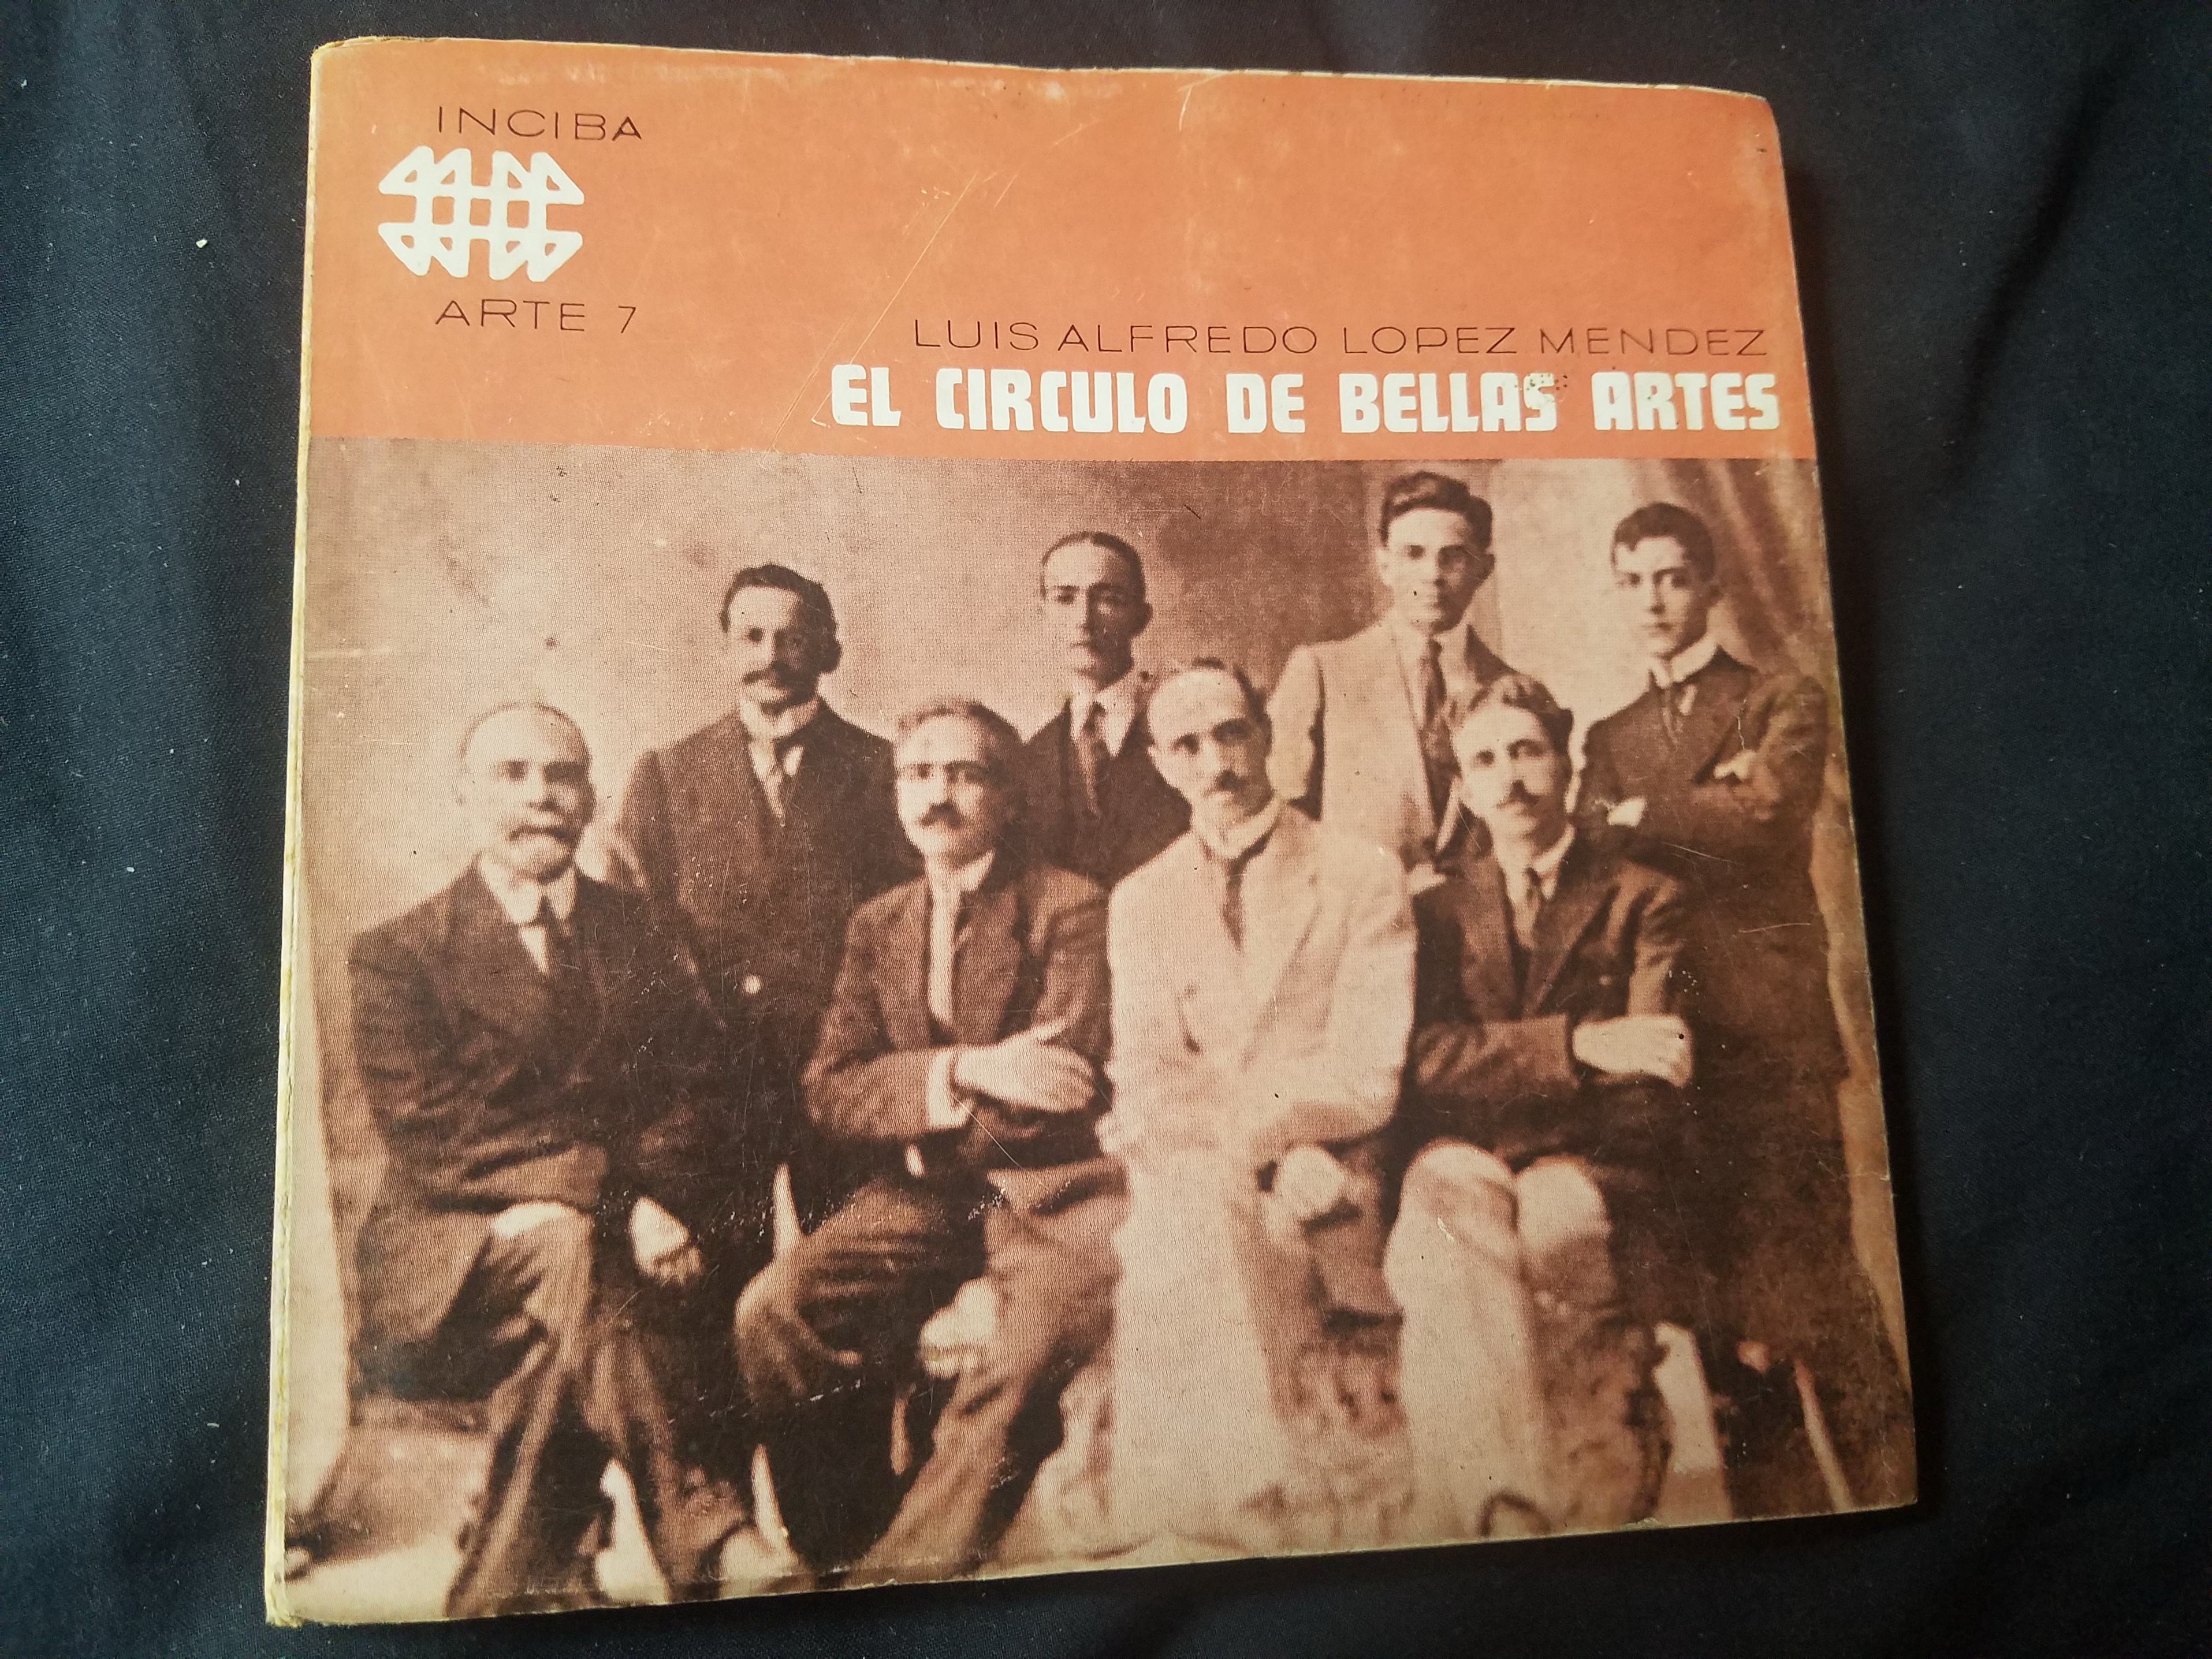 INCIBA
ARTE 7
LUIS ALFREDO LOPEZ MENDEZ
EL CIRCULO DE BELLAS ARTES